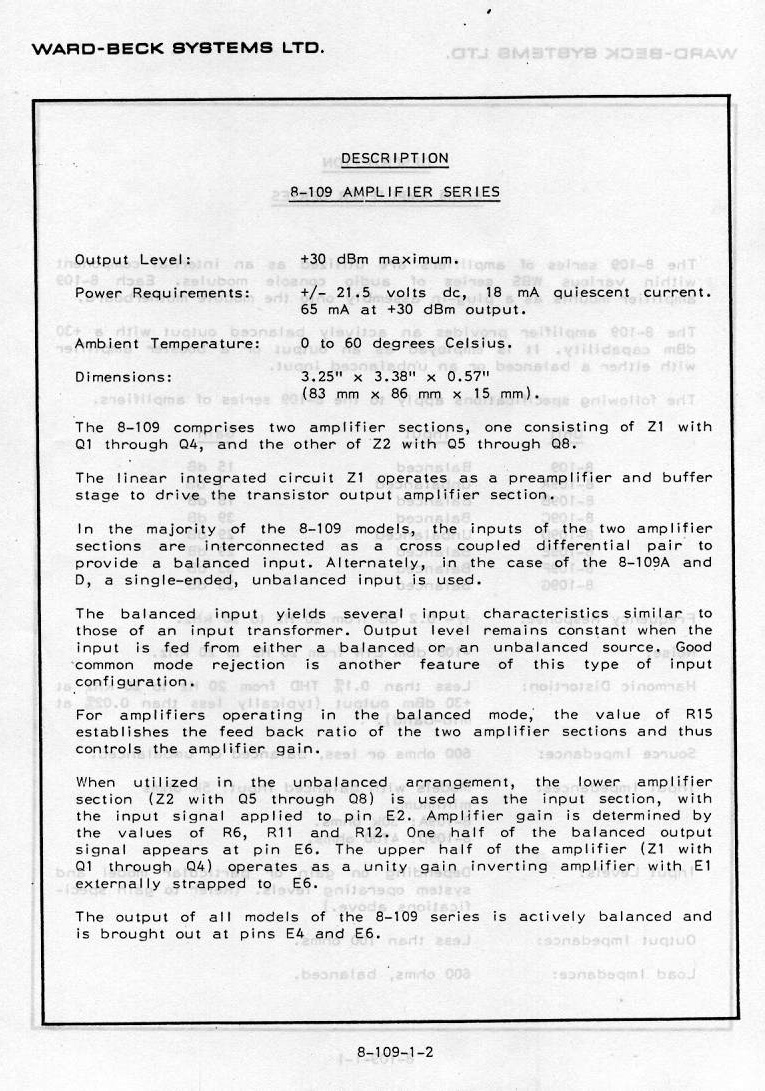 WARD-BECK SYSTEMS LTD.
DESCRIPTION
8-109 AMPLIFIER SERIES
Output Level: +30 dBm maximum.
Power Requirements: +/- 21.5 volts dc, 18 mA quiescent current.
65 mA at +30 dBm output.
Ambient Temperature: 0 to 60 degrees Celsius.
Dimensions: 3.25" x 3.38" x 0.57"
(83 mm x 86 mm x 15 mm).
The 8-109 comprises two amplifier sections, one consisting of Z1 with
Q1 through Q4, and the other of Z2 with Q5 through Q8.
The linear integrated circuit Z1 operates as a preamplifier and buffer
stage to drive the transistor output amplifier section.
In the majority of the 8-109 models, the inputs of the two amplifier
sections are interconnected as a cross coupled differential pair to
provide a balanced input. Alternately, in the case of the 8-109A and
D, a single-ended, unbalanced input is used.
The balanced input yields several input characteristics similar to
those of an input transformer. Output level remains constant when the
input is fed from either a balanced or an unbalanced source. Good
common mode rejection is another feature of this type of input
configuration.
For amplifiers operating in the balanced mode, the value of R15
establishes the feed back ratio of the two amplifier sections and thus
controls the amplifier gain.
When utilized in the unbalanced arrangement, the lower amplifier
section (Z2 with Q5 through Q8) is used as the input section, with
the input signal applied to pin E2. Amplifier gain is determined by
the values of R6, R11 and R12. One half of the balanced output
signal appears at pin E6. The upper half of the amplifier (Z1 with
Q1 through Q4) operates as a unity gain inverting amplifier with E1
externally strapped to E6.
The output of all models of the 8-109 series is actively balanced and
is brought out at pins E4 and E6.
8-109-1-2